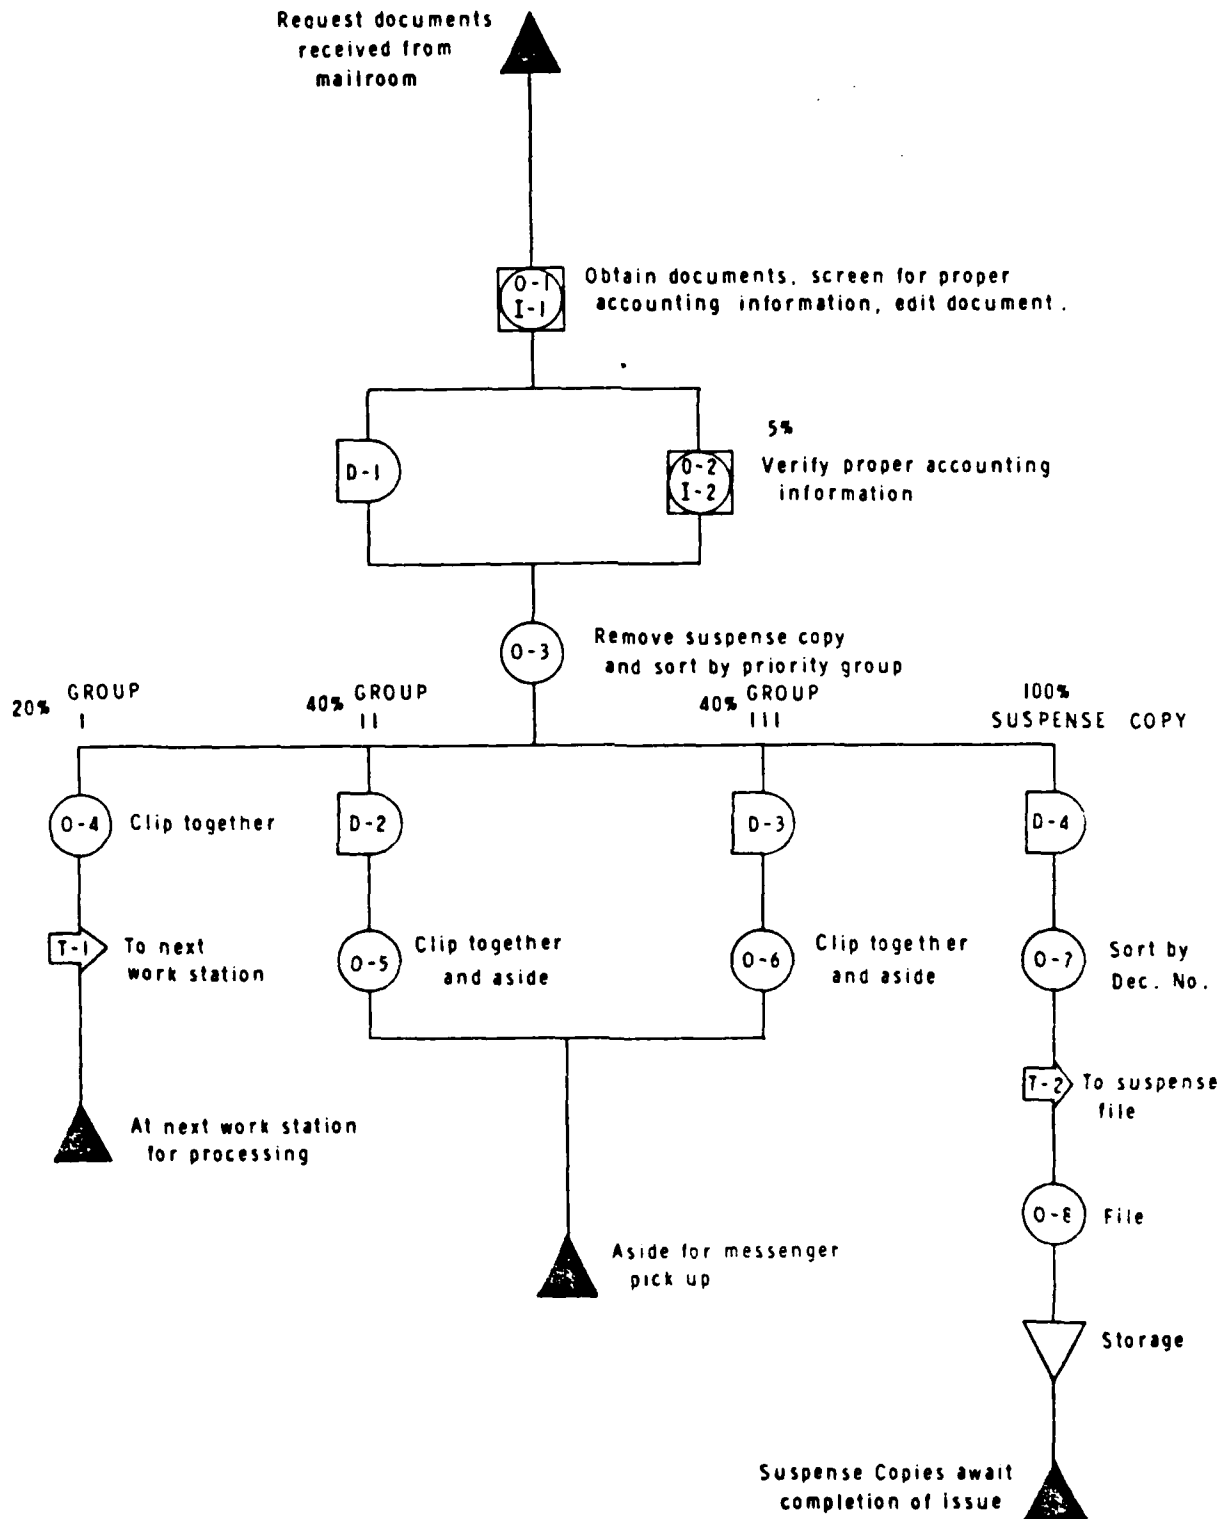 Request documents
received from
mailroom
O-1
I-1
Obtain documents, screen for proper
accounting information, edit document.
D-1
5%
O-2
I-2
Verify proper accounting
information
O-3
Remove suspense copy
and sort by priority group
20% GROUP
I
40% GROUP
II
40% GROUP
III
100%
SUSPENSE COPY
O-4
Clip together
D-2
D-3
D-4
T-1
To next
work station
O-5
Clip together
and aside
O-6
Clip together
and aside
O-7
Sort by
Dec. No.
T-2
To suspense
file
At next work station
for processing
O-8
File
Aside for messenger
pick up
Storage
Suspense Copies await
completion of issue